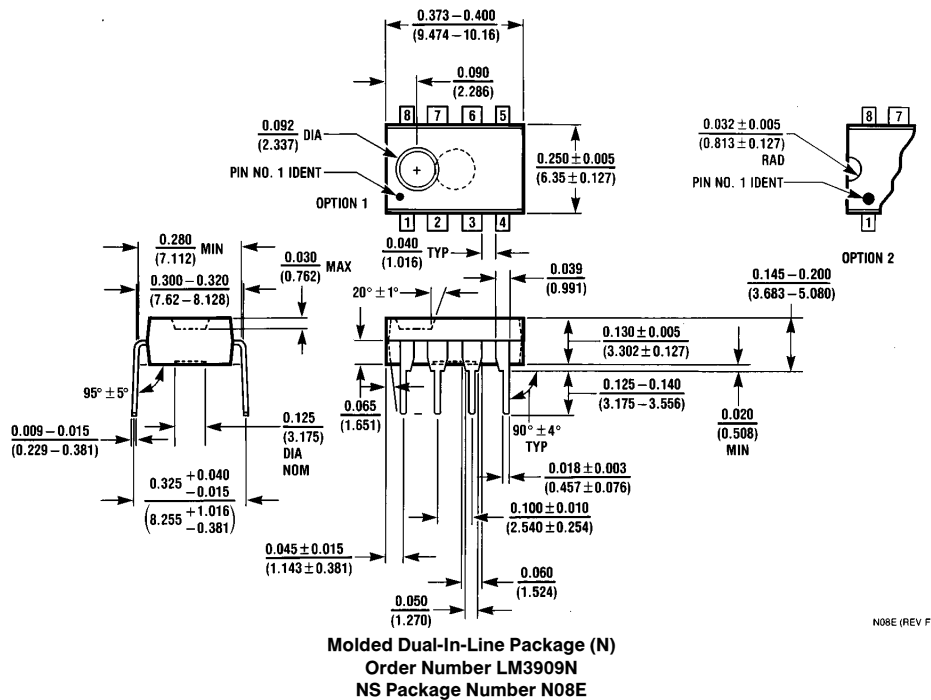 0.373–0.400
(9.474–10.16)
0.090
(2.286)
8 7 6 5
0.092 DIA
(2.337)
PIN NO. 1 IDENT
OPTION 1
1 2 3 4
0.250 ± 0.005
(6.35 ± 0.127)
8 7
0.032 ± 0.005
(0.813 ± 0.127)
RAD
PIN NO. 1 IDENT
1
OPTION 2
0.280 MIN
(7.112)
0.300–0.320
(7.62–8.128)
0.030 MAX
(0.762)
0.040 TYP
(1.016)
20° ± 1°
0.039
(0.991)
0.145–0.200
(3.683–5.080)
0.130 ± 0.005
(3.302 ± 0.127)
0.125–0.140
(3.175–3.556)
0.020
(0.508)
MIN
95° ± 5°
0.009–0.015
(0.229–0.381)
0.125
(3.175)
DIA
NOM
0.065
(1.651)
90° ± 4°
TYP
0.018 ± 0.003
(0.457 ± 0.076)
0.325 +0.040
−0.015
(8.255 +1.016
−0.381)
0.100 ± 0.010
(2.540 ± 0.254)
0.045 ± 0.015
(1.143 ± 0.381)
0.060
(1.524)
0.050
(1.270)
N08E (REV F
Molded Dual-In-Line Package (N)
Order Number LM3909N
NS Package Number N08E